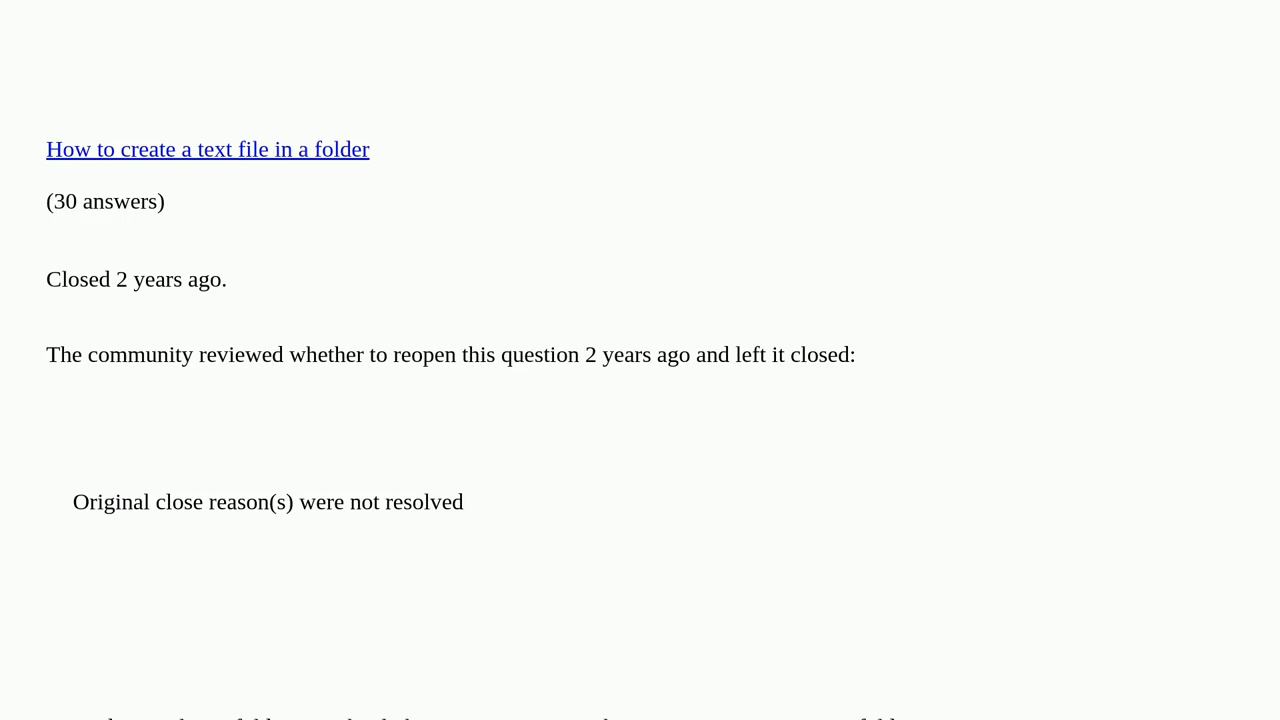 How to create a text file in a folder
(30 answers)
Closed 2 years ago.
The community reviewed whether to reopen this question 2 years ago and left it closed:
Original close reason(s) were not resolved